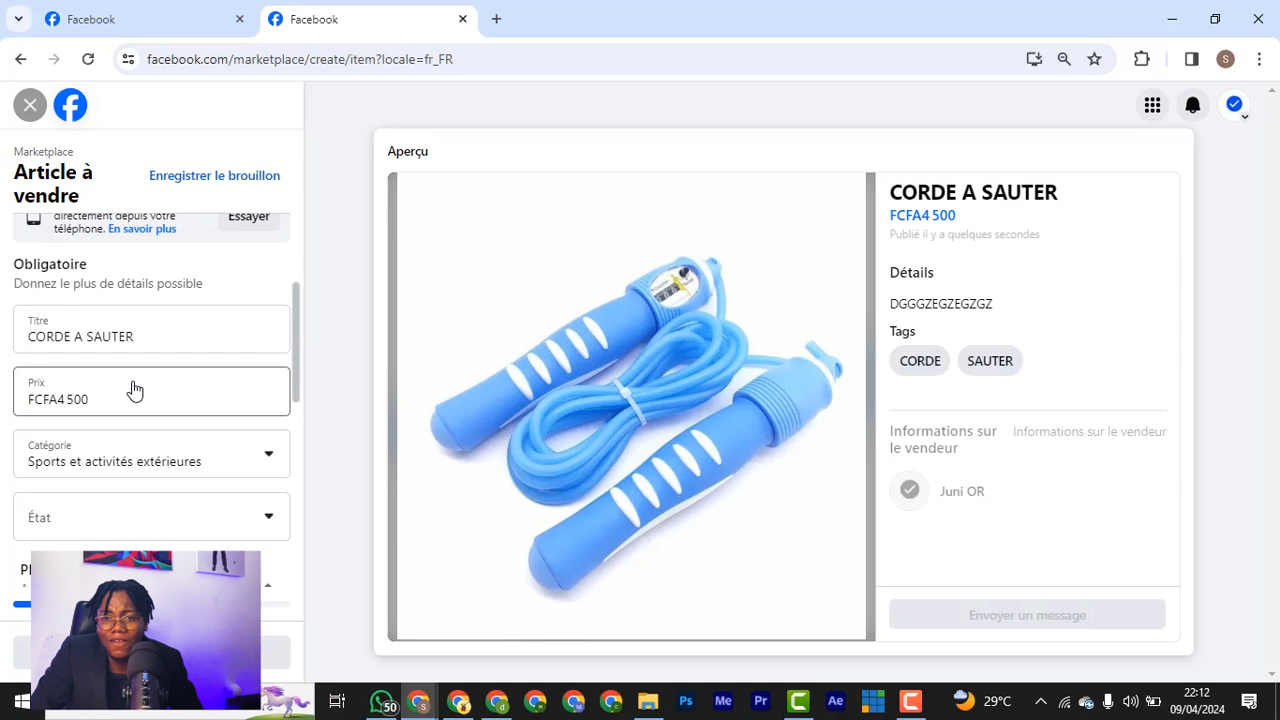 Facebook
Facebook
facebook.com/marketplace/create/item?locale=fr_FR
S
Marketplace
Article à
vendre
Enregistrer le brouillon
directement depuis votre
téléphone. En savoir plus
Essayer
Obligatoire
Donnez le plus de détails possible
Titre
CORDE A SAUTER
Prix
FCFA4 500
Catégorie
Sports et activités extérieures
État
Aperçu
CORDE A SAUTER
FCFA4 500
Publié il y a quelques secondes
Détails
DGGGZEGZEGZGZ
Tags
CORDE
SAUTER
Informations sur
le vendeur
Informations sur le vendeur
Juni OR
Envoyer un message
50
Ps
Me
Pr
Ae
29°C
22:12
09/04/2024